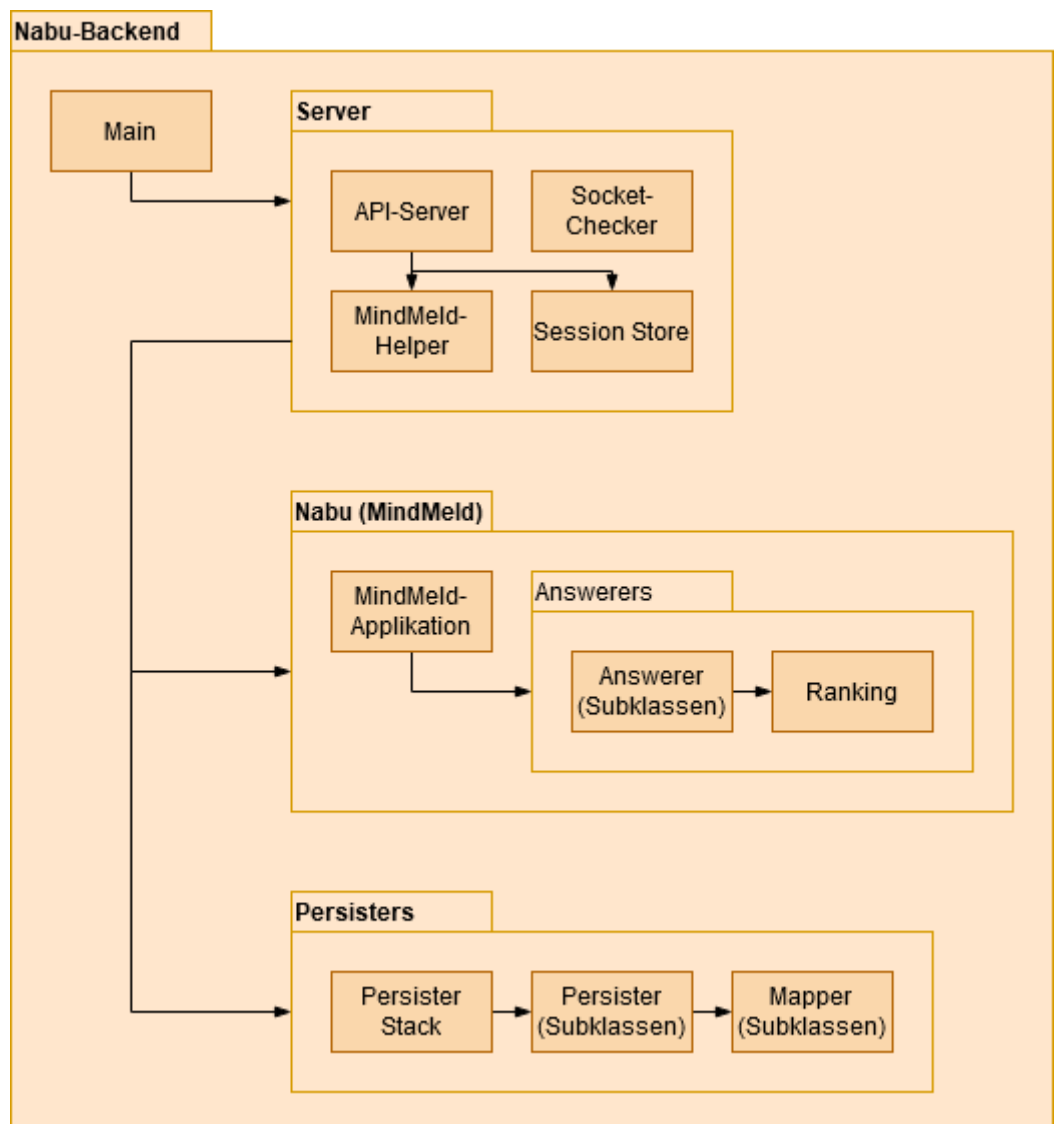 Nabu-Backend
Main
Server
API-Server
Socket-
Checker
MindMeld-
Helper
Session Store
Nabu (MindMeld)
MindMeld-
Applikation
Answerers
Answerer
(Subklassen)
Ranking
Persisters
Persister
Stack
Persister
(Subklassen)
Mapper
(Subklassen)